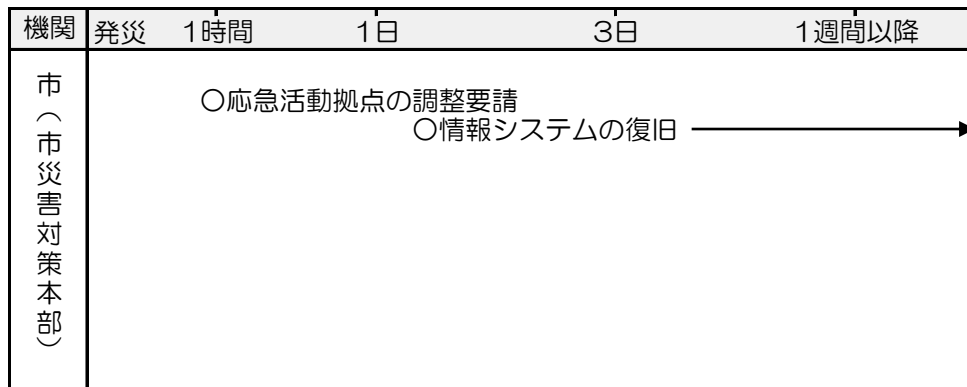 機関 発災 1時間 1日 3日 1週間以降
市（市災害対策本部）
〇応急活動拠点の調整要請
〇情報システムの復旧